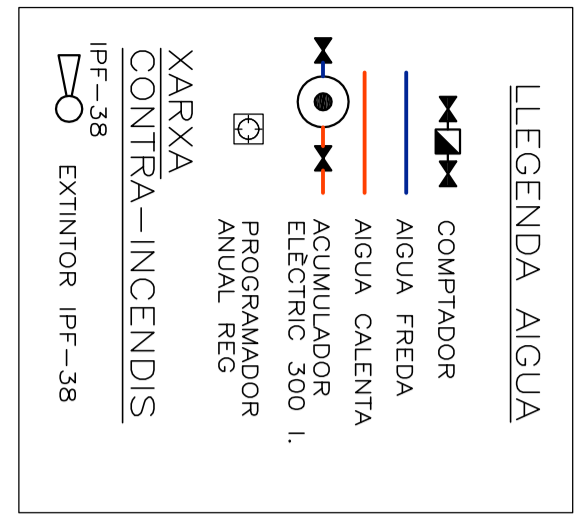 LLEGENDA AIGUA
COMPTADOR
AIGUA FREDA
AIGUA CALENTA
ACUMULADOR
ELÈCTRIC 300 l.
PROGRAMADOR
ANUAL REG
XARXA
CONTRA-INCENDIS
IPF-38
EXTINTOR IPF-38